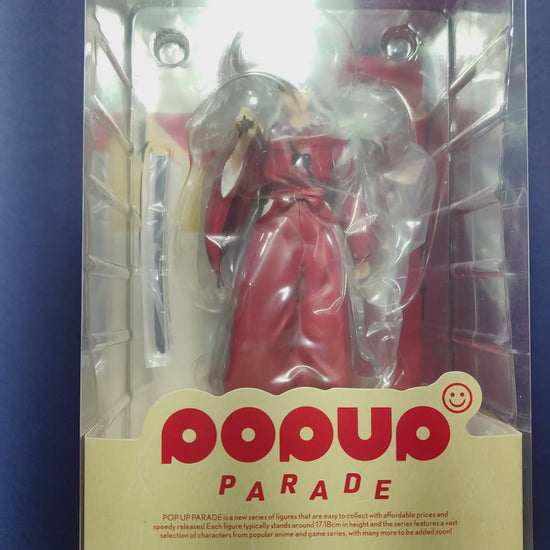 POPUP
PARADE
POP UP PARADE is a new series of figures that are easy to collect with affordable prices and
speedy releases! Each figure typically stands around 17-18cm in height and the series features a vast
selection of characters from popular anime and game series, with many more to be added soon!